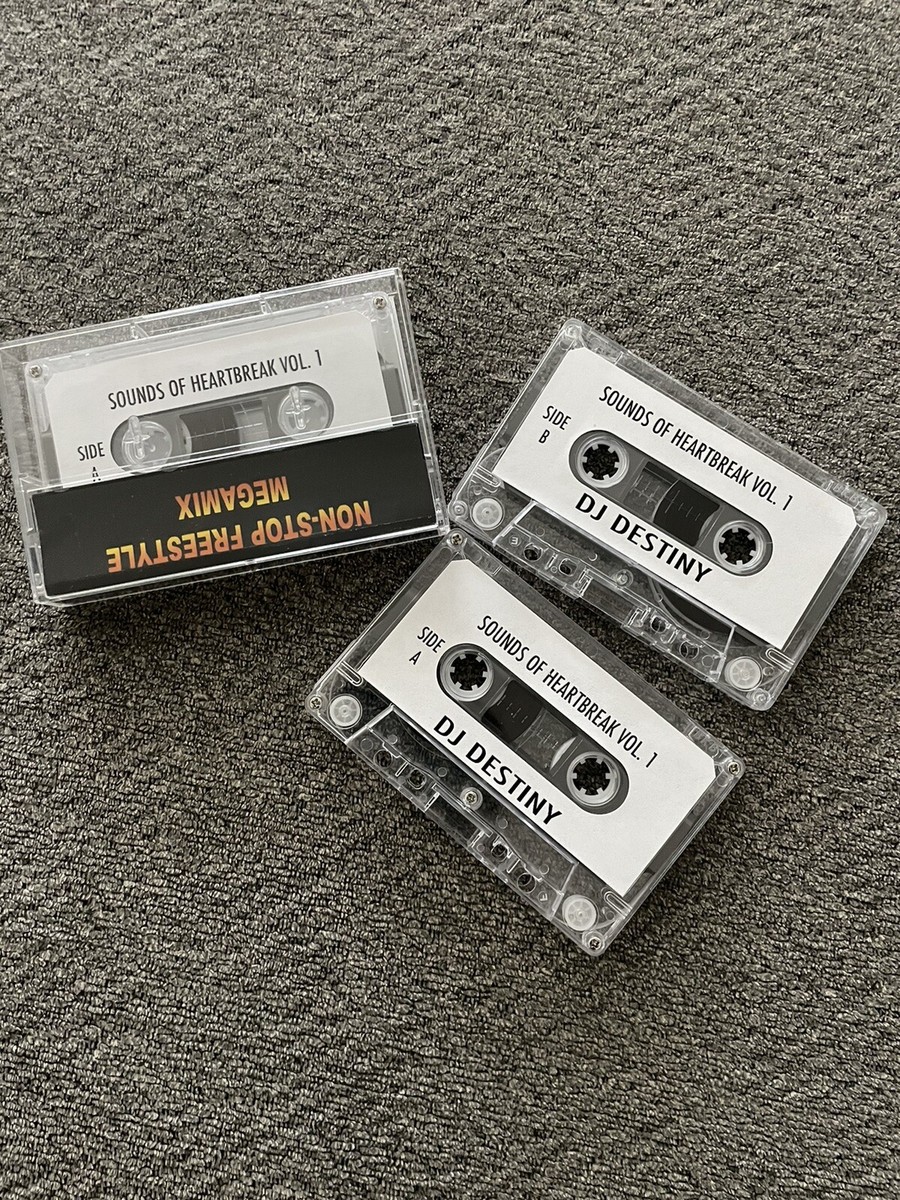 SOUNDS OF HEARTBREAK VOL. 1
SIDE
A
NON-STOP FREESTYLE
MEGAMIX
SOUNDS OF HEARTBREAK VOL. 1
SIDE
B
DJ DESTINY
SOUNDS OF HEARTBREAK VOL. 1
SIDE
A
DJ DESTINY